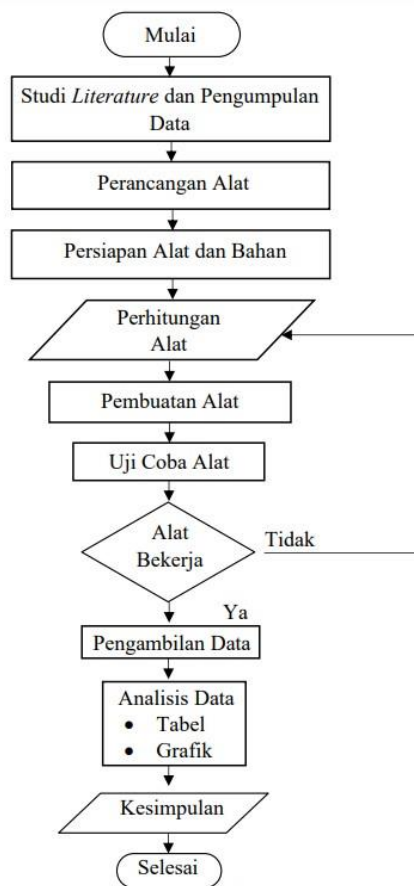 Mulai
Studi Literature dan Pengumpulan
Data
Perancangan Alat
Persiapan Alat dan Bahan
Perhitungan
Alat
Pembuatan Alat
Uji Coba Alat
Alat
Bekerja
Tidak
Ya
Pengambilan Data
Analisis Data
• Tabel
• Grafik
Kesimpulan
Selesai